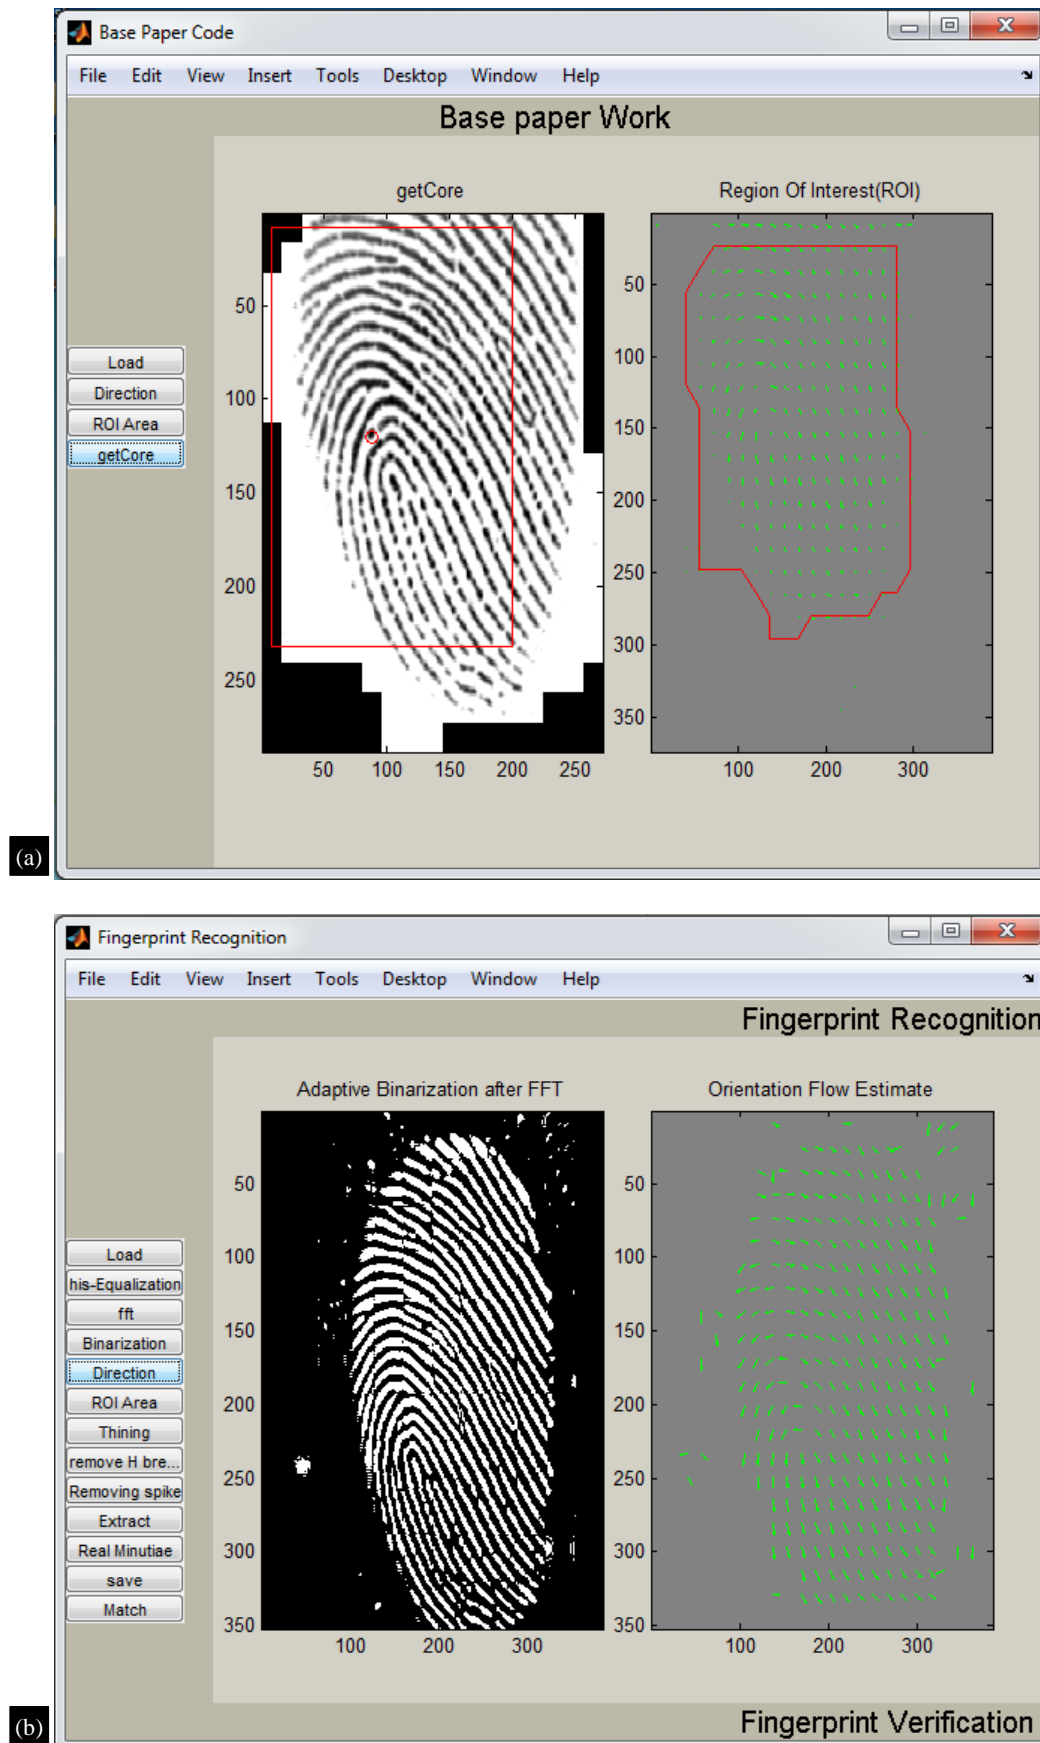 Base Paper Code
File Edit View Insert Tools Desktop Window Help
Base paper Work
getCore
Region Of Interest(ROI)
Load
Direction
ROI Area
getCore
50
100
150
200
250
50 100 150 200 250
50
100
150
200
250
300
350
100 200 300
(a)
Fingerprint Recognition
File Edit View Insert Tools Desktop Window Help
Fingerprint Recognition
Adaptive Binarization after FFT
Orientation Flow Estimate
Load
his-Equalization
fft
Binarization
Direction
ROI Area
Thining
remove H bre...
Removing spike
Extract
Real Minutiae
save
Match
50
100
150
200
250
300
350
100 200 300
50
100
150
200
250
300
350
100 200 300
(b)
Fingerprint Verification